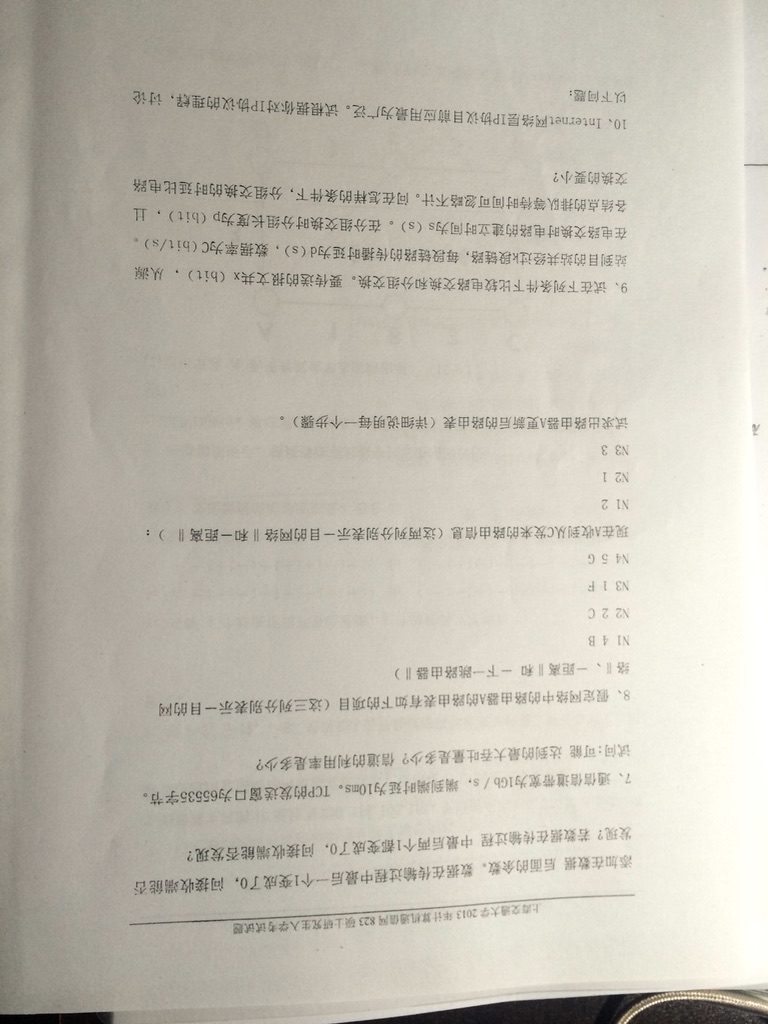 上海交通大学 2013 年计算机通信网 823 硕士研究生入学考试试题
添加在数据 后面的余数。数据在传输过程中最后一个1变成了0，问接收端能否
发现？若数据在传输过程 中最后两个1都变成了0，问接收端能否发现？
7、通信信道带宽为1Gb／s，端到端时延为10ms。TCP的发送窗口为65535字节。
试问:可能 达到的最大吞吐量是多少? 信道的利用率是多少?
8、假定网络中的路由器A的路由表有如下的项目（这三列分别表示―目的网
络‖、―距离‖和 ―下一跳路由器‖）
N1 4 B
N2 2 C
N3 1 F
N4 5 G
现在A收到从C发来的路由信息（这两列分别表示―目的网络‖和―距离‖ ）：
N1 2
N2 1
N3 3
试求出路由器A更新后的路由表（详细说明每一个步骤）。
9、试在下列条件下比较电路交换和分组交换。要传送的报文共x（bit），从源
站到目的站共经过k段链路，每段链路的传播时延为d（s），数据率为C（bit/s）。
在电路交换时电路的建立时间为s（s）。在分组交换时分组长度为p（bit），且
各结点的排队等待时间可忽略不计。问在怎样的条件下，分组交换的时延比电路
交换的要小？
10、Internet网络层IP协议目前应用最为广泛。试根据你对IP协议的理解，讨论
以下问题：